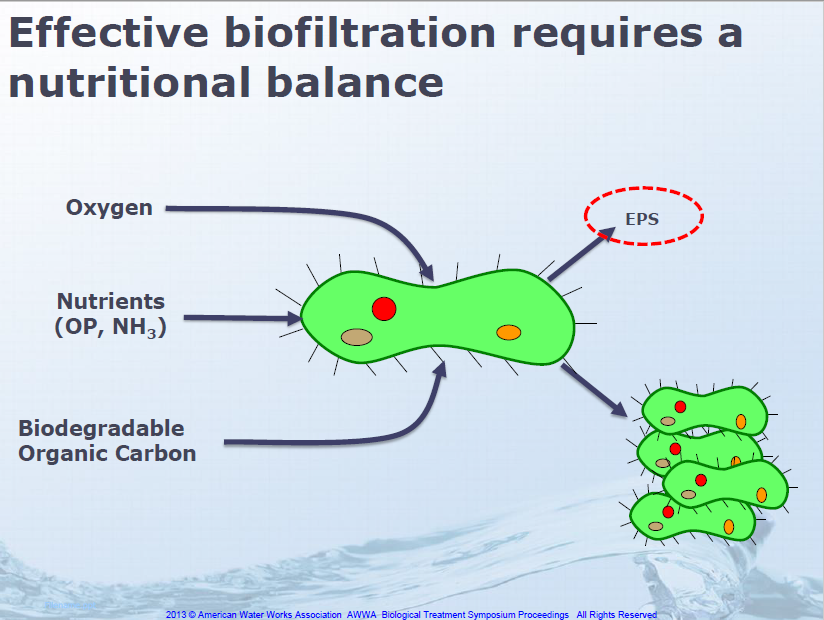 Effective biofiltration requires a
nutritional balance
Oxygen
EPS
Nutrients
(OP, NH₃)
Biodegradable
Organic Carbon
2013 © American Water Works Association AWWA Biological Treatment Symposium Proceedings All Rights Reserved